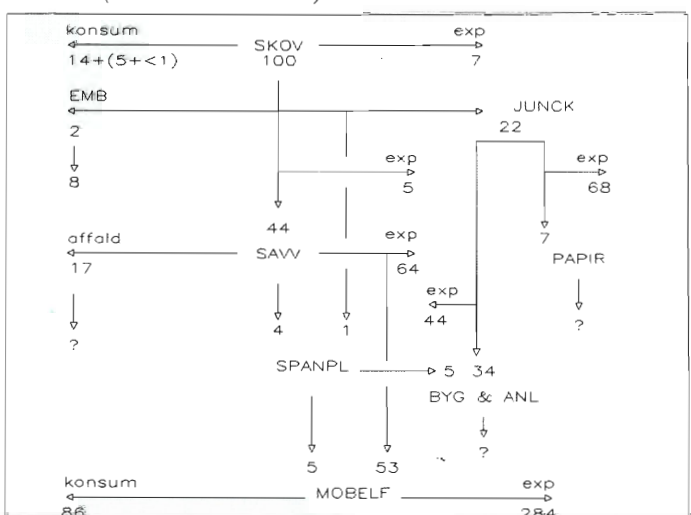 konsum SKOV exp
14+(5+<1) 100 7
EMB JUNCK
2 22
8 exp exp
5 68
44 7
affald SAVV exp PAPIR
17 64
exp
44 ?
? 4 1
SPANPL 5 34
BYG & ANL
?
5 53
konsum MOBELF exp
86 284